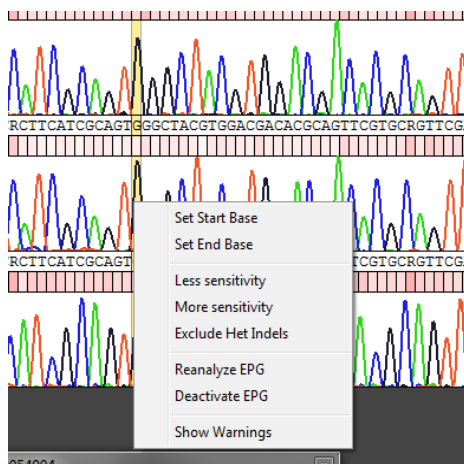 RCTTCATCGCAGTGGGCTACGTGGACGACACGCAGTTCGTGCRGTTCG
RCTTCATCGCAGT TCGTGCRGTTCG
Set Start Base
Set End Base
Less sensitivity
More sensitivity
Exclude Het Indels
Reanalyze EPG
Deactivate EPG
Show Warnings